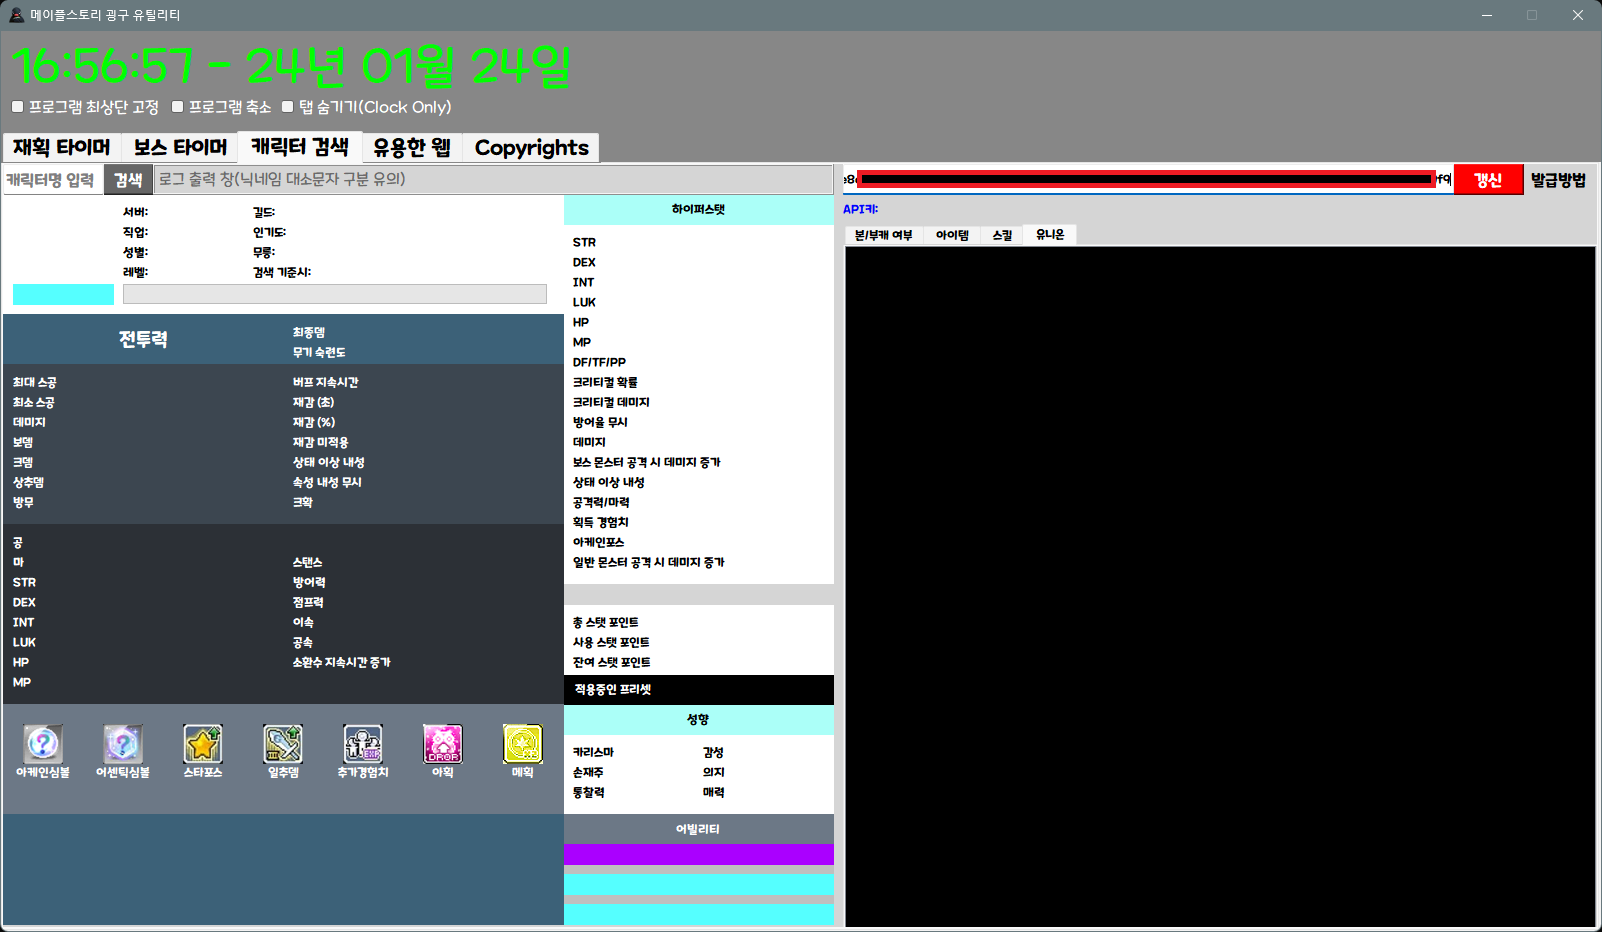 메이플스토리 굉구 유틸리티
16:56:57 - 24년 01월 24일
프로그램 최상단 고정 프로그램 축소 탭 숨기기(Clock Only)
재획 타이머 보스 타이머 캐릭터 검색 유용한 웹 Copyrights
캐릭터명 입력 검색 로그 출력 창(닉네임 대소문자 구분 유의)
갱신 발급방법
API키:
본/부캐 여부 아이템 스킬 유니온
서버: 길드:
직업: 인기도:
성별: 무릉:
레벨: 검색 기준시:
전투력
최종뎀
무기 숙련도
최대 스공 버프 지속시간
최소 스공 재감 (초)
데미지 재감 (%)
보뎀 재감 미적용
크뎀 상태 이상 내성
상추뎀 속성 내성 무시
방무 크확
공
마 스탠스
STR 방어력
DEX 점프력
INT 이속
LUK 공속
HP 소환수 지속시간 증가
MP
EXP
DROP
아케인심볼 어센틱심볼 스타포스 일추뎀 추가경험치 아획 메획
하이퍼스탯
STR
DEX
INT
LUK
HP
MP
DF/TF/PP
크리티컬 확률
크리티컬 데미지
방어율 무시
데미지
보스 몬스터 공격 시 데미지 증가
상태 이상 내성
공격력/마력
획득 경험치
아케인포스
일반 몬스터 공격 시 데미지 증가
총 스탯 포인트
사용 스탯 포인트
잔여 스탯 포인트
적용중인 프리셋
성향
카리스마 감성
손재주 의지
통찰력 매력
어빌리티